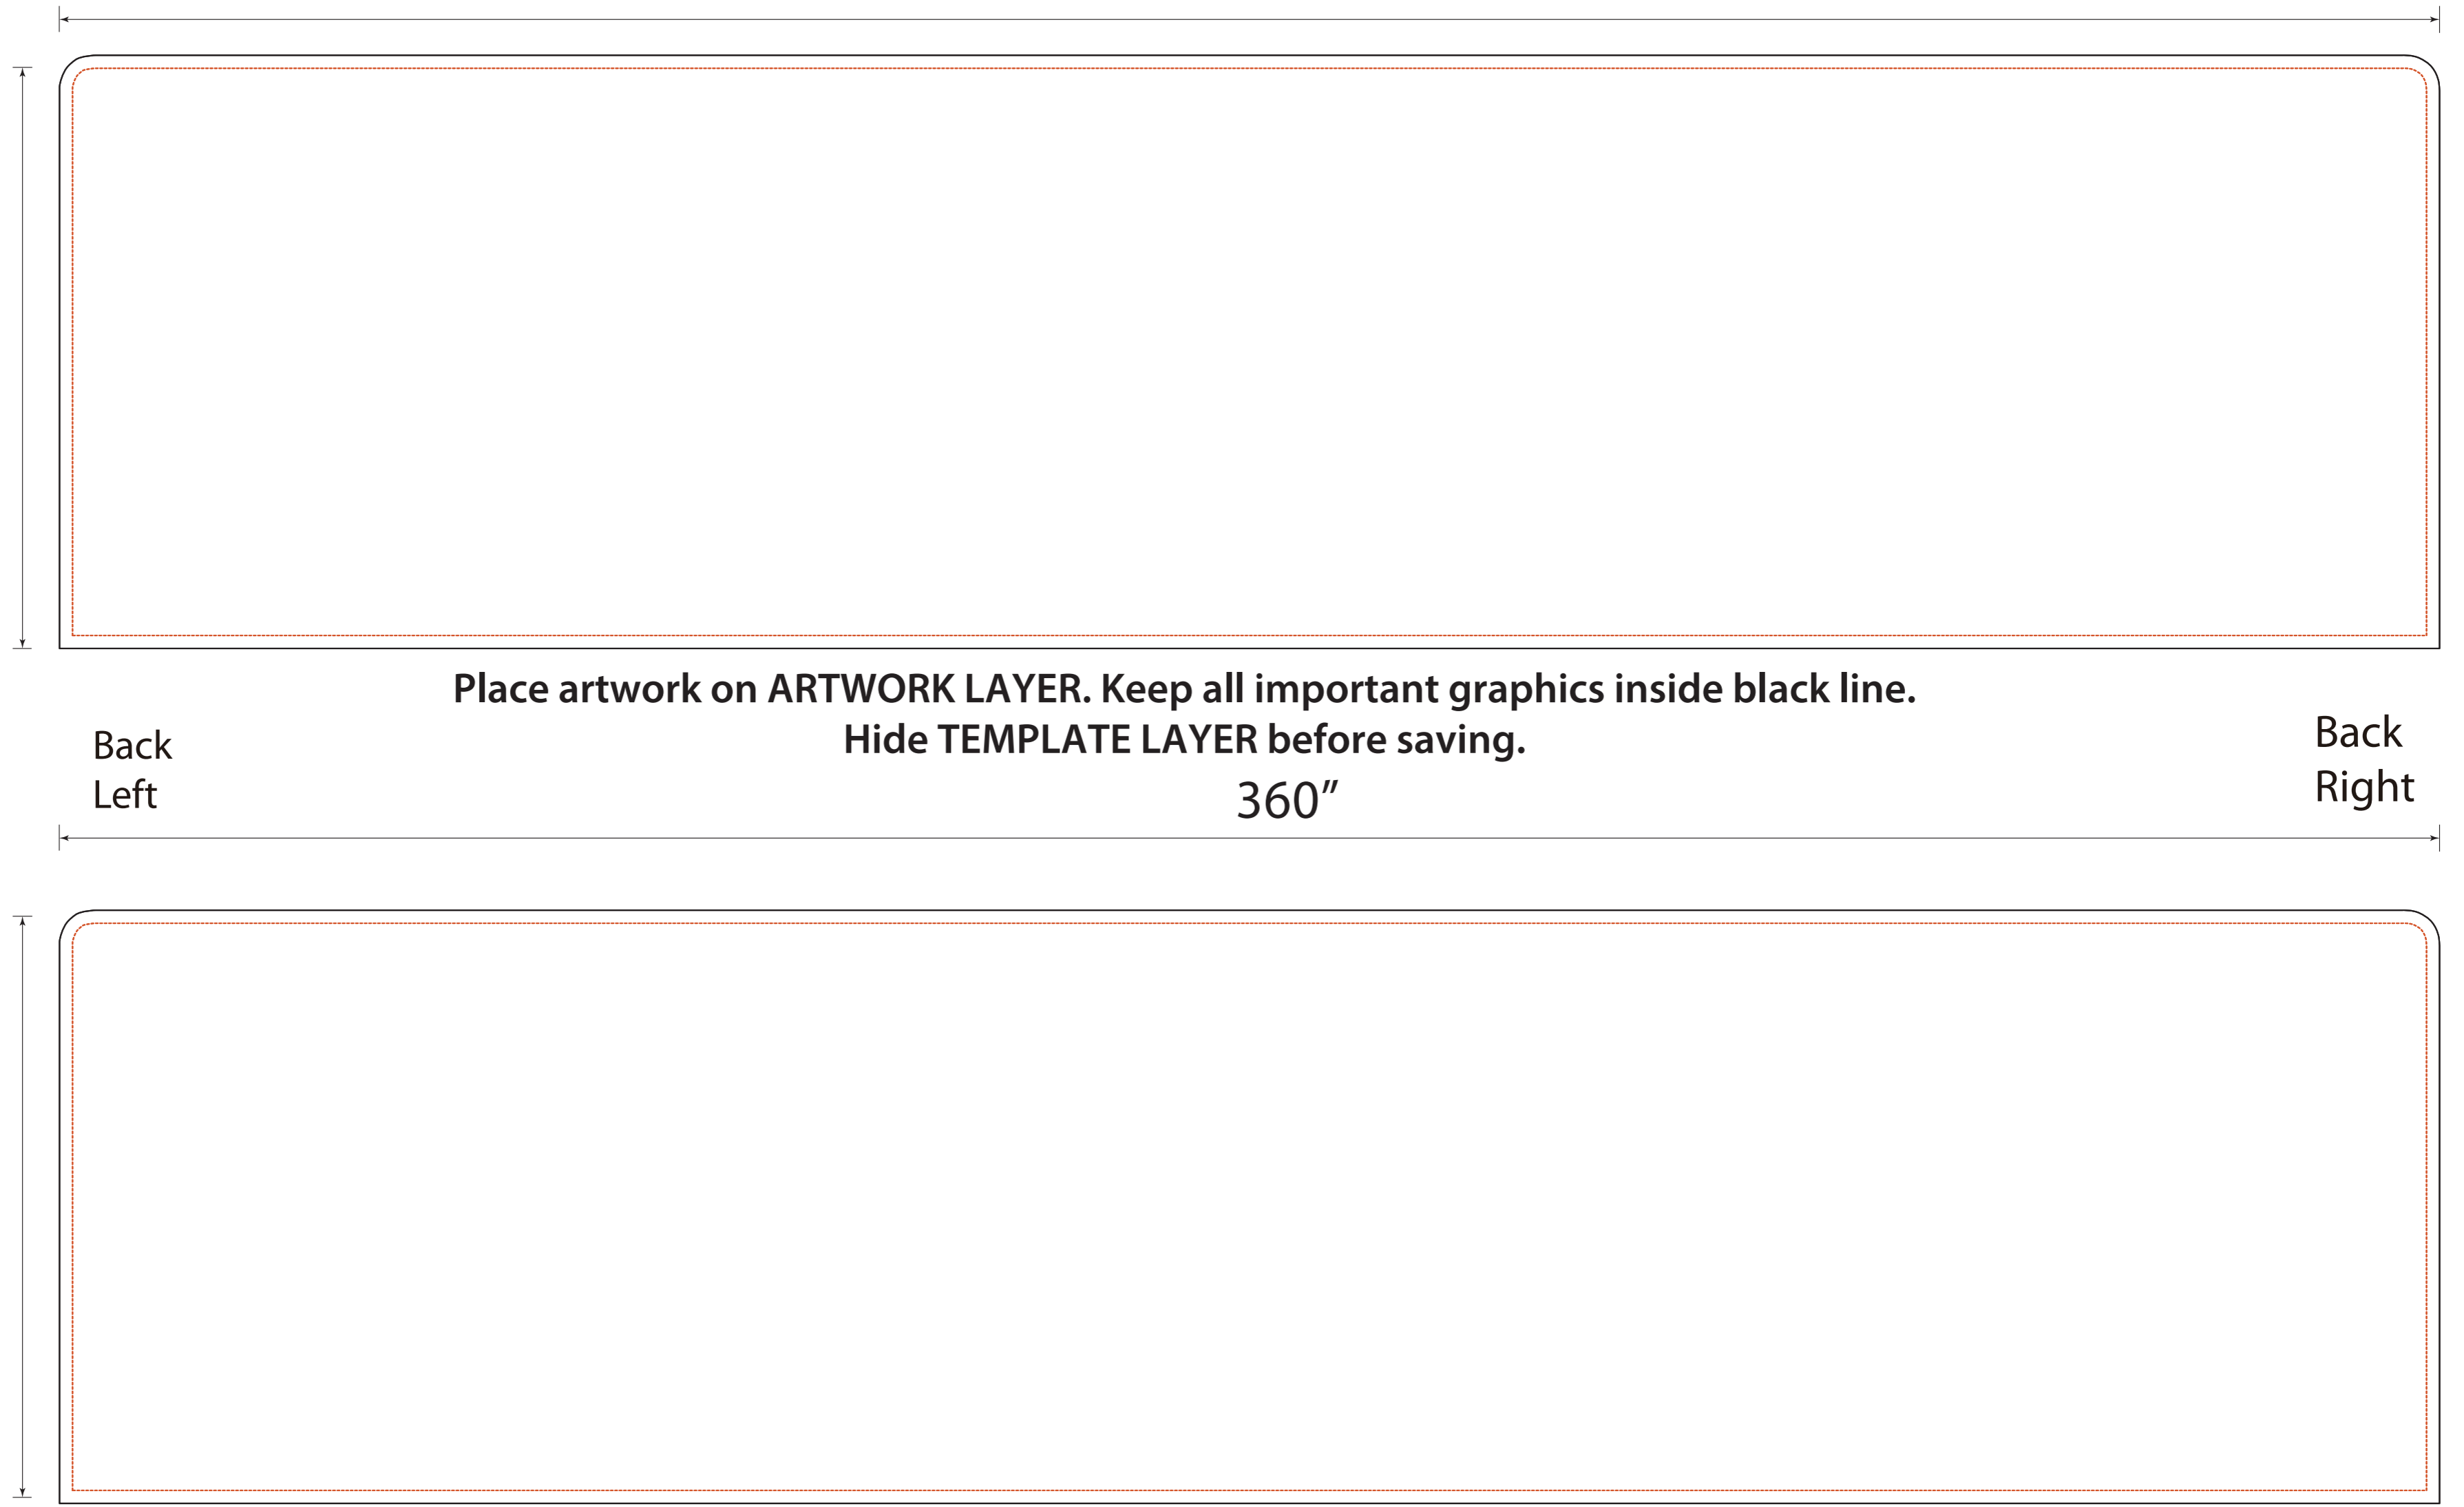 Place artwork on ARTWORK LAYER. Keep all important graphics inside black line.
Hide TEMPLATE LAYER before saving.
Back
Left
Back
Right
360”